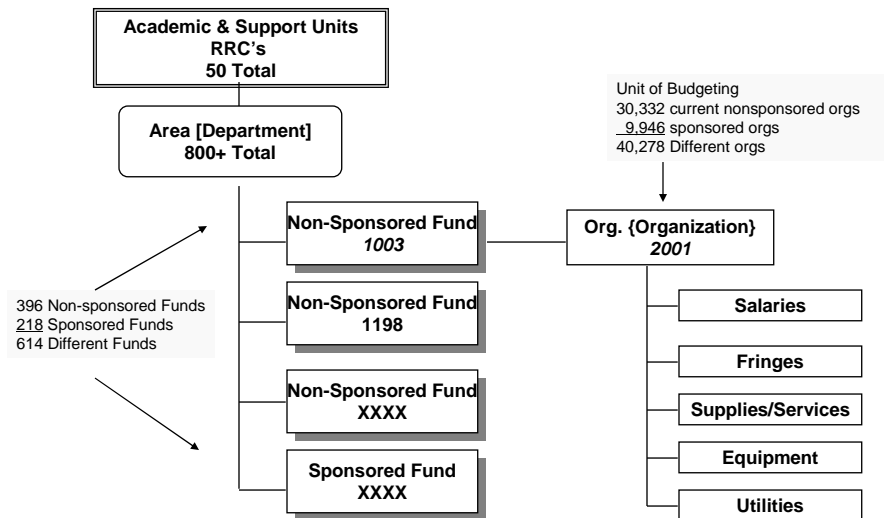 Academic & Support Units
RRC's
50 Total
Area [Department]
800+ Total
Unit of Budgeting
30,332 current nonsponsored orgs
9,946 sponsored orgs
40,278 Different orgs
Non-Sponsored Fund
1003
Org. {Organization}
2001
396 Non-sponsored Funds
218 Sponsored Funds
614 Different Funds
Non-Sponsored Fund
1198
Non-Sponsored Fund
XXXX
Sponsored Fund
XXXX
Salaries
Fringes
Supplies/Services
Equipment
Utilities